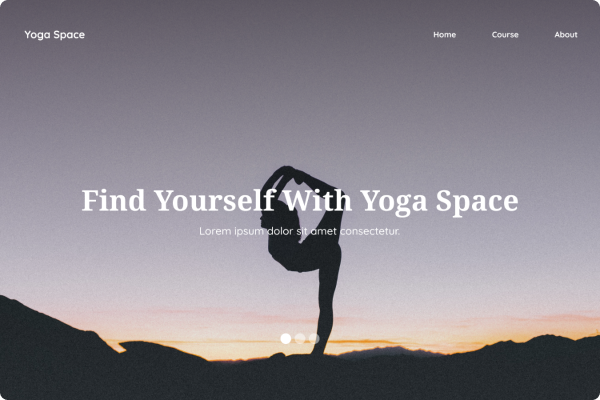 Yoga Space
Home Course About
Find Yourself With Yoga Space
Lorem ipsum dolor sit amet consectetur.